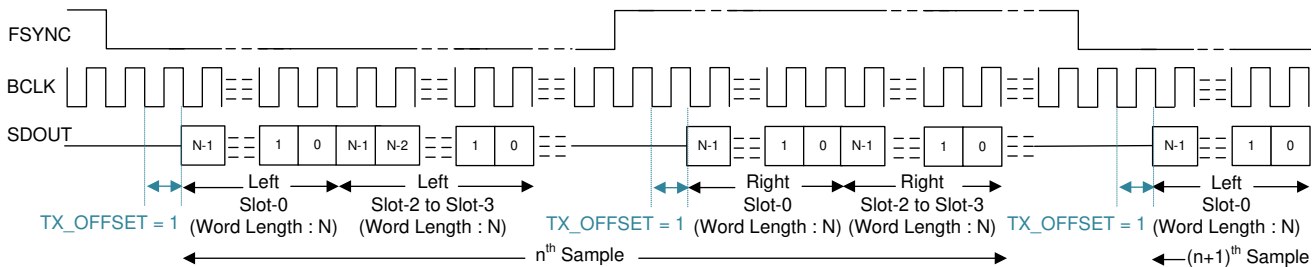 FSYNC
BCLK
SDOUT
N-1 1 0 N-1 N-2 1 0 N-1 1 0 N-1 1 0 N-1 1 0
Left Left Right Right Left
Slot-0 Slot-2 to Slot-3 Slot-0 Slot-2 to Slot-3 Slot-0
TX_OFFSET = 1 (Word Length : N) (Word Length : N) TX_OFFSET = 1 (Word Length : N) (Word Length : N) TX_OFFSET = 1 (Word Length : N)
nth Sample (n+1)th Sample